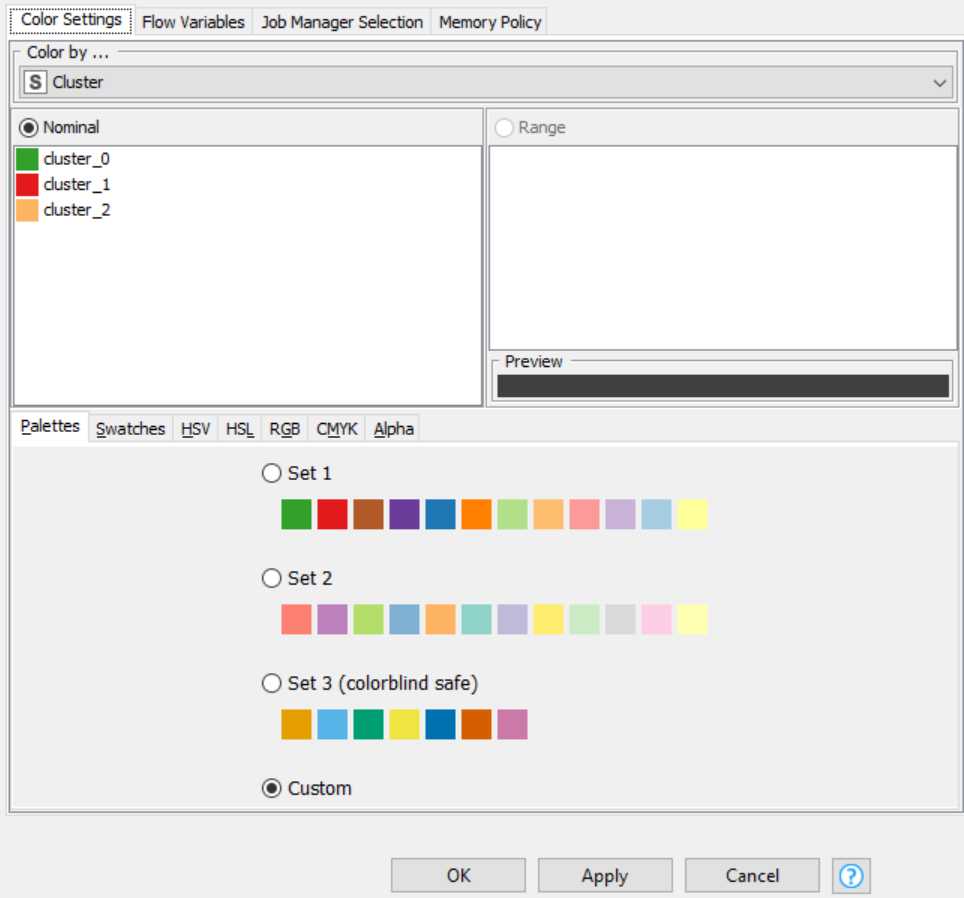 Color Settings Flow Variables Job Manager Selection Memory Policy
Color by ...
S Cluster
Nominal
Range
cluster_0
cluster_1
cluster_2
Preview
Palettes Swatches HSV HSL RGB CMYK Alpha
Set 1
Set 2
Set 3 (colorblind safe)
Custom
OK Apply Cancel ?